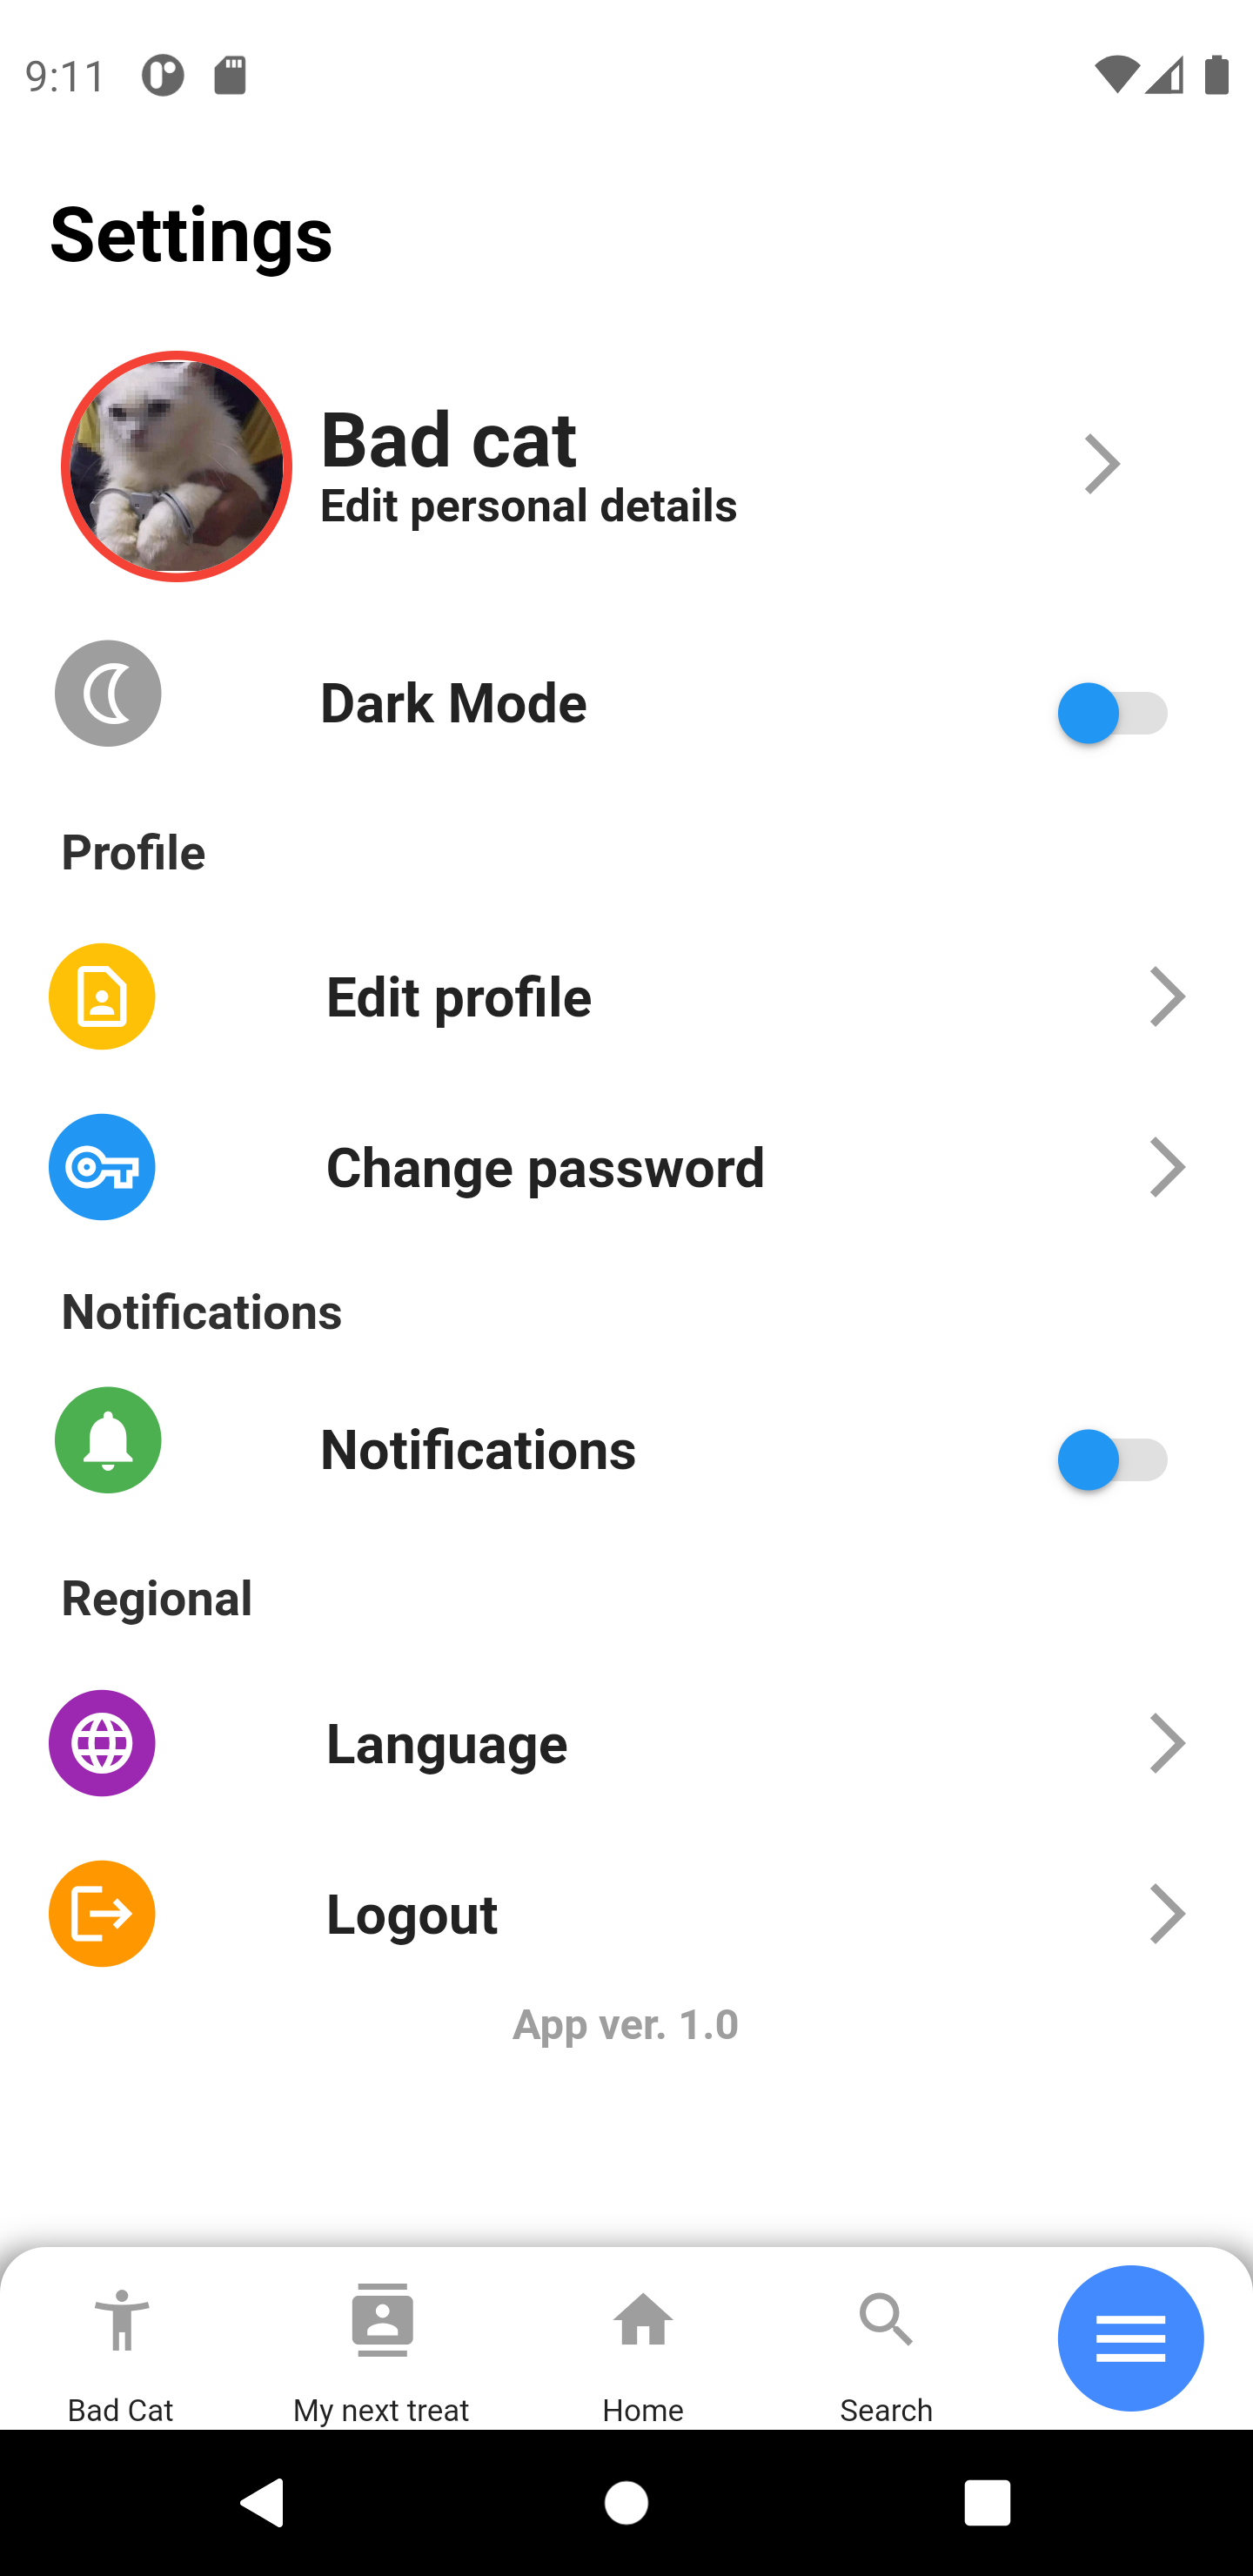 9:11
Settings
Bad cat
Edit personal details
Dark Mode
Profile
Edit profile
Change password
Notifications
Notifications
Regional
Language
Logout
App ver. 1.0
Bad Cat
My next treat
Home
Search